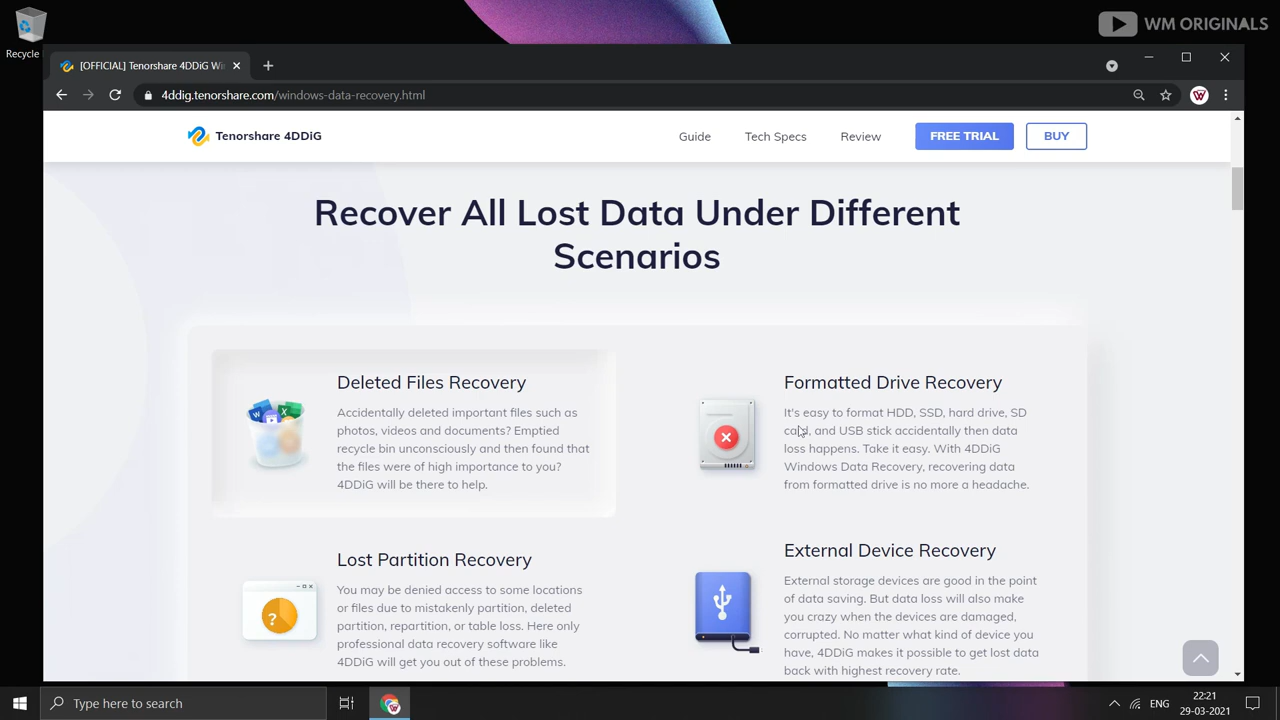 WM ORIGINALS
Recycle
[OFFICIAL] Tenorshare 4DDiG Wi
4ddig.tenorshare.com/windows-data-recovery.html
Tenorshare 4DDiG
Guide
Tech Specs
Review
FREE TRIAL
BUY
Recover All Lost Data Under Different
Scenarios
Deleted Files Recovery
Accidentally deleted important files such as
photos, videos and documents? Emptied
recycle bin unconsciously and then found that
the files were of high importance to you?
4DDiG will be there to help.
Formatted Drive Recovery
It's easy to format HDD, SSD, hard drive, SD
card, and USB stick accidentally then data
loss happens. Take it easy. With 4DDiG
Windows Data Recovery, recovering data
from formatted drive is no more a headache.
Lost Partition Recovery
You may be denied access to some locations
or files due to mistakenly partition, deleted
partition, repartition, or table loss. Here only
professional data recovery software like
4DDiG will get you out of these problems.
External Device Recovery
External storage devices are good in the point
of data saving. But data loss will also make
you crazy when the devices are damaged,
corrupted. No matter what kind of device you
have, 4DDiG makes it possible to get lost data
back with highest recovery rate.
Type here to search
ENG
22:21
29-03-2021